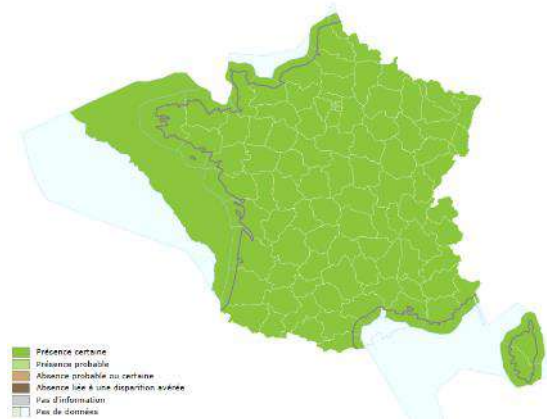 Présence certaine
Présence probable
Absence probable ou certaine
Absence liée à une disparition avérée
Pas d'information
Pas de données